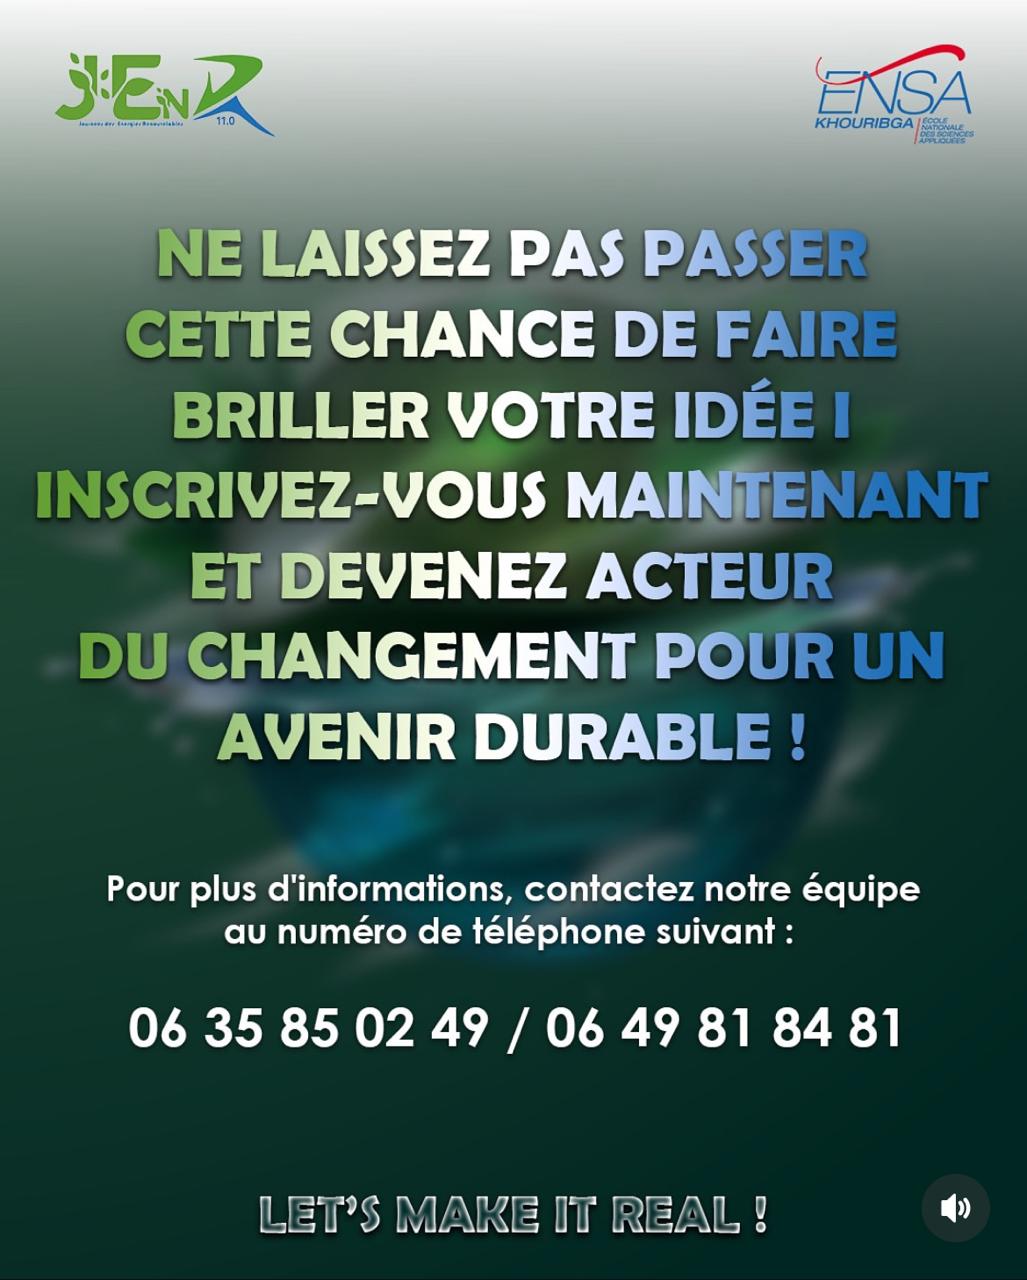 JEnR
11.0
Journées des Energies Renouvelables
ENSA
KHOURIBGA
ÉCOLE
NATIONALE
DES SCIENCES
APPLIQUÉES
NE LAISSEZ PAS PASSER
CETTE CHANCE DE FAIRE
BRILLER VOTRE IDÉE I
INSCRIVEZ-VOUS MAINTENANT
ET DEVENEZ ACTEUR
DU CHANGEMENT POUR UN
AVENIR DURABLE !
Pour plus d'informations, contactez notre équipe
au numéro de téléphone suivant :
06 35 85 02 49 / 06 49 81 84 81
LET'S MAKE IT REAL !